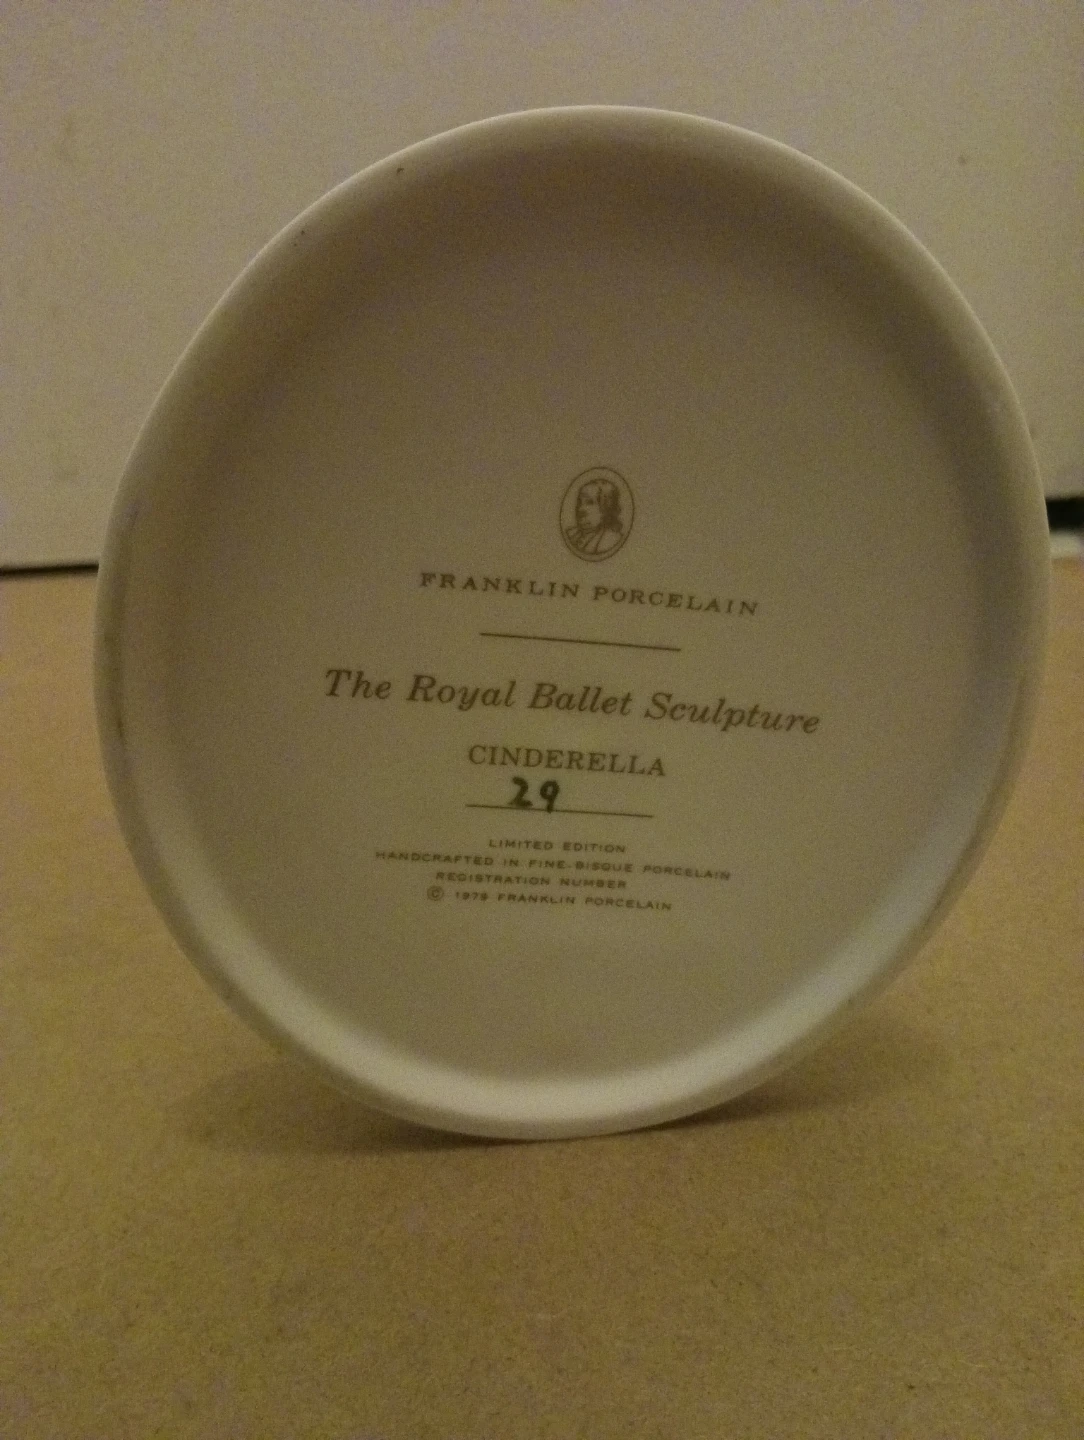 FRANKLIN PORCELAIN
The Royal Ballet Sculpture
CINDERELLA
29
LIMITED EDITION
HANDCRAFTED IN FINE BISQUE PORCELAIN
REGISTRATION NUMBER
© 1979 FRANKLIN PORCELAIN